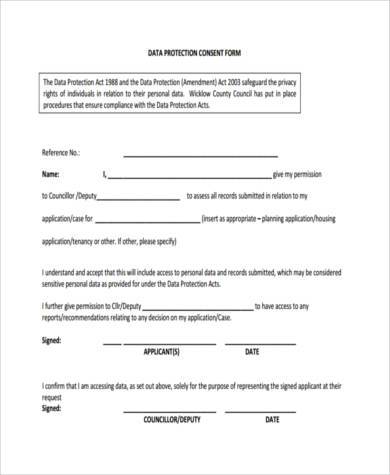 DATA PROTECTION CONSENT FORM
The Data Protection Act 1988 and the Data Protection (Amendment) Act 2003 safeguard the privacy
rights of individuals in relation to their personal data. Wicklow County Council has put in place
procedures that ensure compliance with the Data Protection Acts.
Reference No.: ____________________
Name: I, ____________________ give my permission
to Councillor /Deputy____________________ to assess all records submitted in relation to my
application/case for ____________________ (insert as appropriate – planning application/housing
application/tenancy or other. If other, please specify)
I understand and accept that this will include access to personal data and records submitted, which may be considered
sensitive personal data as provided for under the Data Protection Acts.
I further give permission to Cllr/Deputy ____________________ to have access to any
reports/recommendations relating to any decision on my application/Case.
Signed: ____________________
APPLICANT(S) DATE
I confirm that I am accessing data, as set out above, solely for the purpose of representing the signed applicant at their
request
Signed: ____________________
COUNCILLOR/DEPUTY DATE